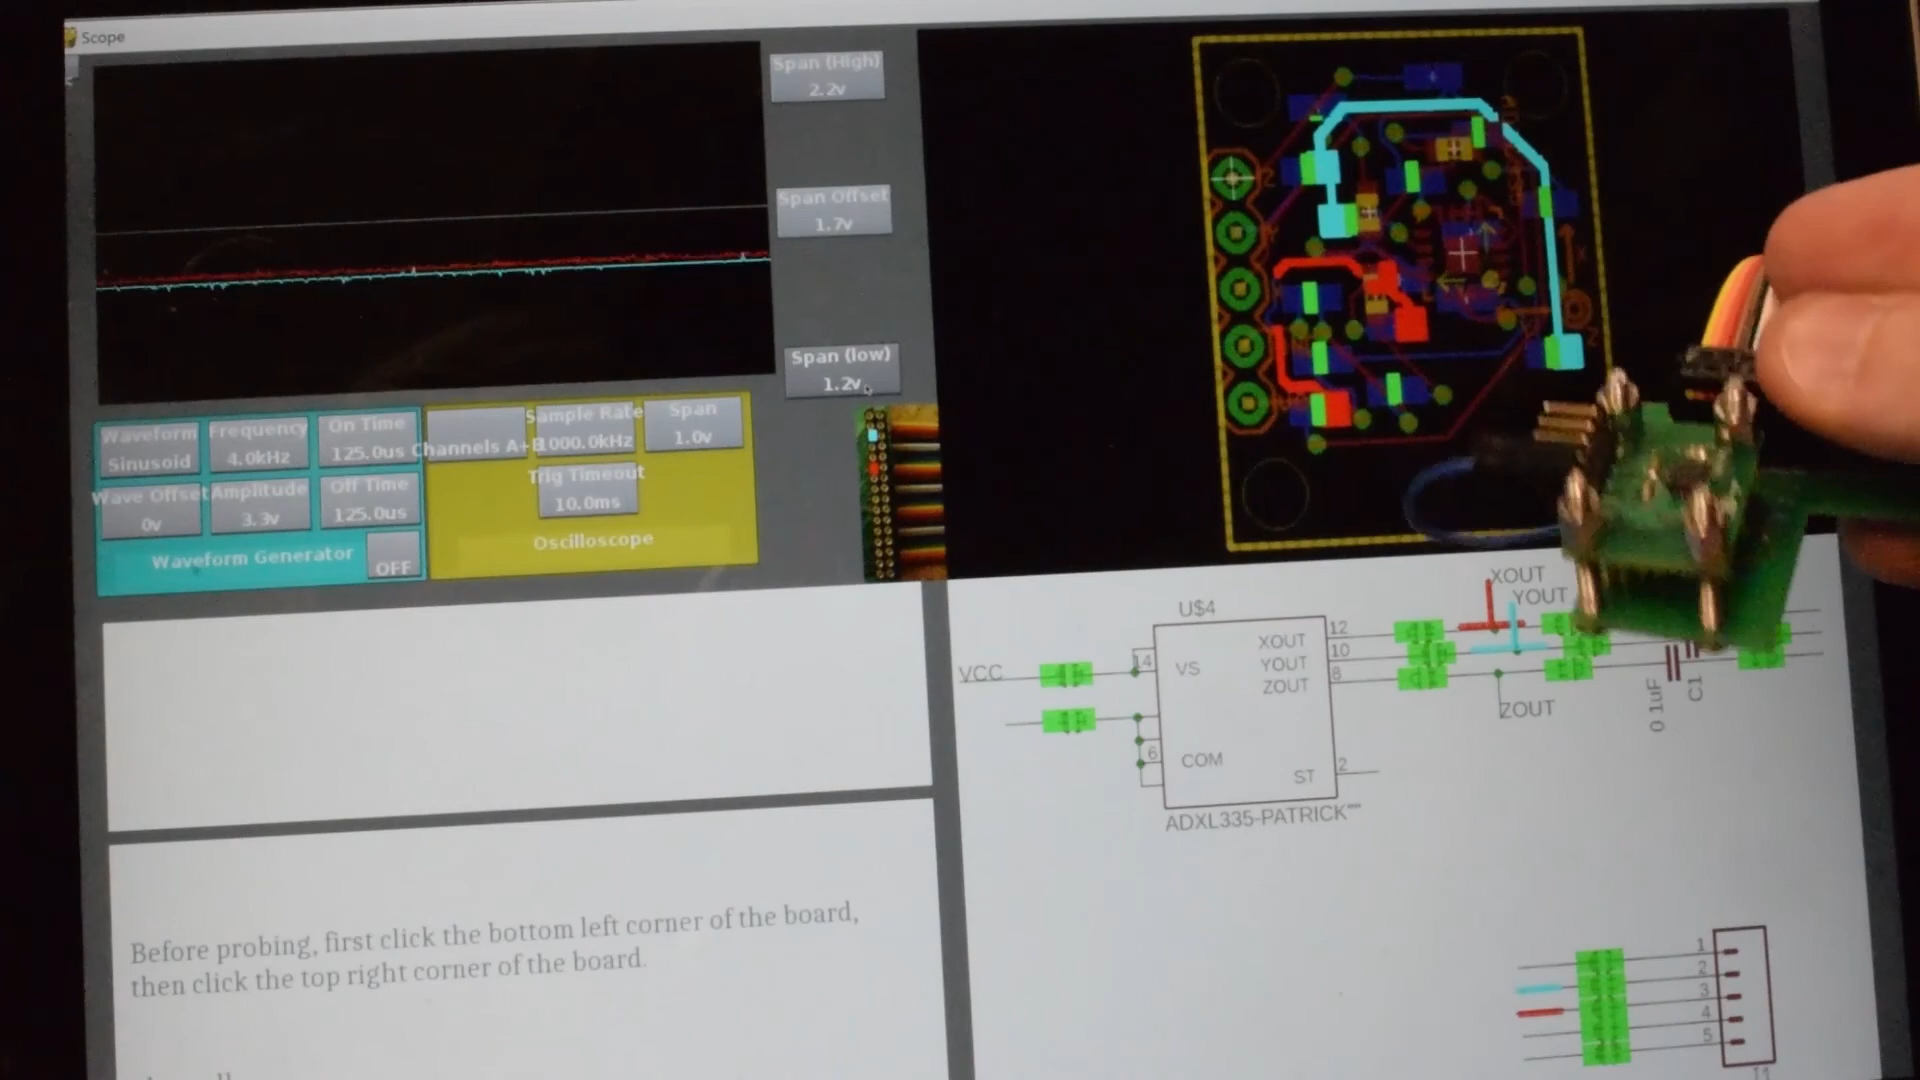 Scope
Span (High)
2.2v
Span Offset
1.7v
Span (low)
1.2v
Waveform
Sinusoid
Frequency
4.0kHz
On Time
125.0us
Wave Offset
0v
Amplitude
3.3v
Off Time
125.0us
Waveform Generator
OFF
Channels A+B
Sample Rate
1000.0kHz
Span
1.0v
Trig Timeout
10.0ms
Oscilloscope
Before probing, first click the bottom left corner of the board,
then click the top right corner of the board.
U$4
VCC
14
VS
6
COM
XOUT
YOUT
ZOUT
ST
12
10
8
2
ADXL335-PATRICK""
XOUT
YOUT
ZOUT
C1
1
2
3
4
5